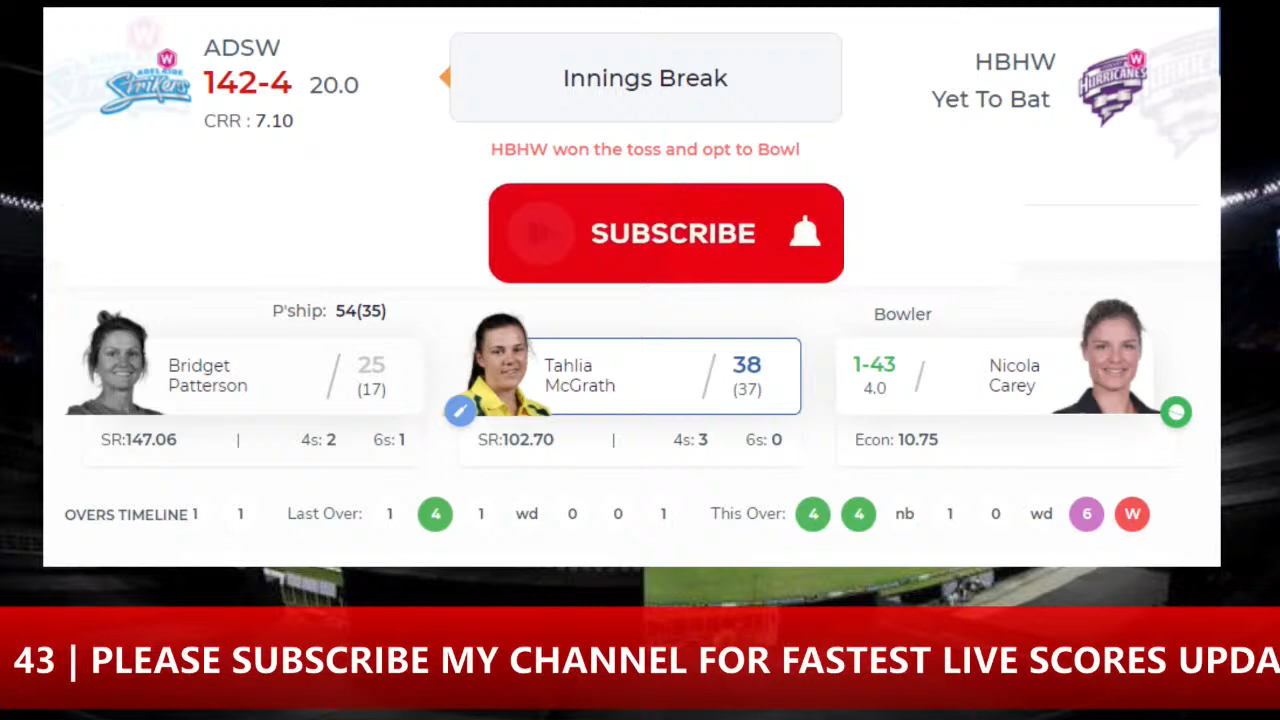 ADSW
142-4 20.0
CRR : 7.10
W
ADELAIDE
Strikers
Innings Break
HBHW won the toss and opt to Bowl
HBHW
Yet To Bat
W
HURRICANES
SUBSCRIBE
P'ship: 54(35)
Bridget
Patterson
/
25
(17)
SR:147.06 | 4s: 2 6s: 1
Tahlia
McGrath
/
38
(37)
SR:102.70 | 4s: 3 6s: 0
Bowler
1-43
4.0
/
Nicola
Carey
Econ: 10.75
OVERS TIMELINE 1 1 Last Over: 1 4 1 wd 0 0 1 This Over: 4 4 nb 1 0 wd 6 W
43 | PLEASE SUBSCRIBE MY CHANNEL FOR FASTEST LIVE SCORES UPDA